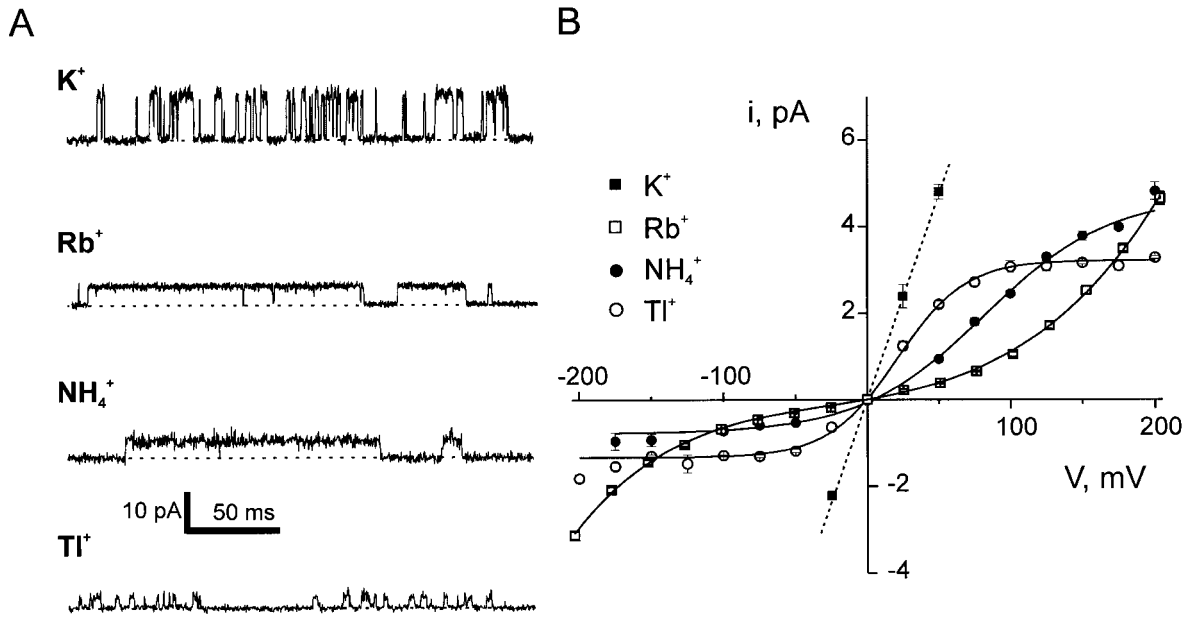 A
K⁺
Rb⁺
NH₄⁺
10 pA
50 ms
Tl⁺
B
i, pA
6
4
2
-2
-4
K⁺
Rb⁺
NH₄⁺
Tl⁺
-200
-100
100
200
V, mV